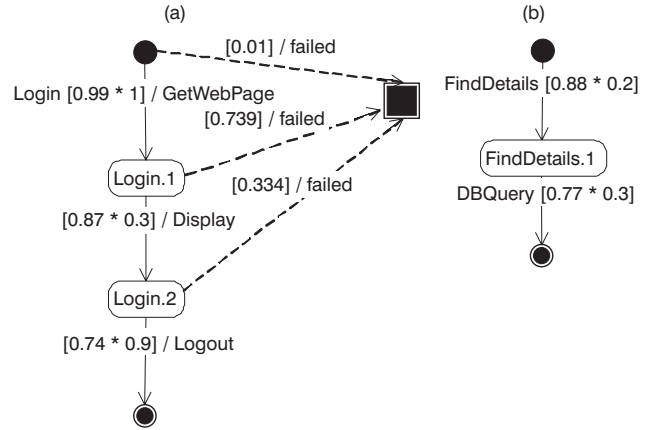 (a)
[0.01] / failed
Login [0.99 * 1] / GetWebPage
[0.739] / failed
Login.1
[0.334] / failed
[0.87 * 0.3] / Display
Login.2
[0.74 * 0.9] / Logout
(b)
FindDetails [0.88 * 0.2]
FindDetails.1
DBQuery [0.77 * 0.3]